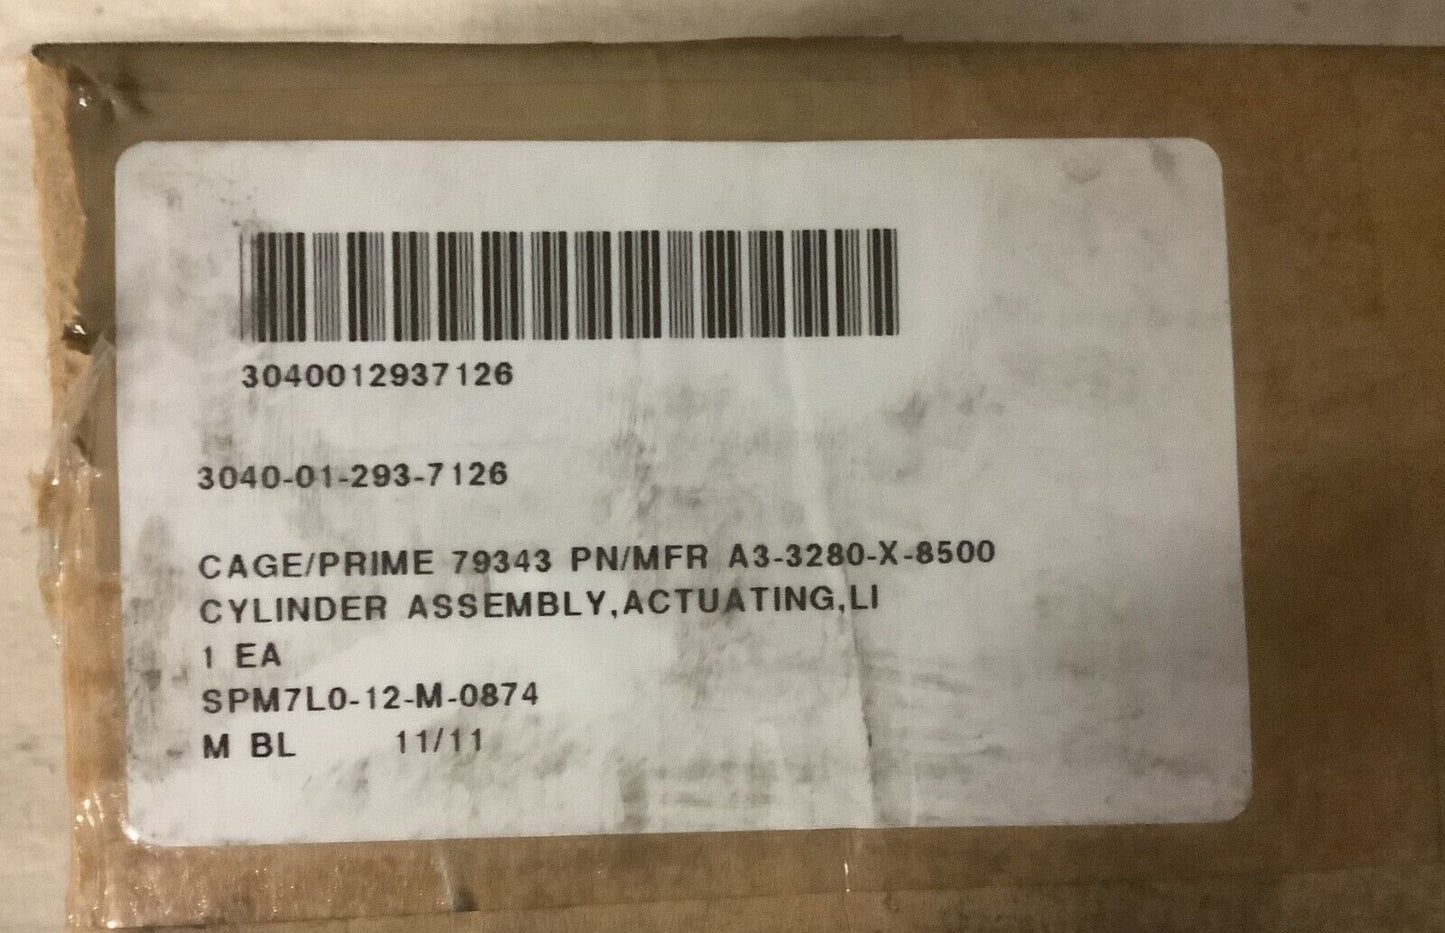 3040012937126
3040-01-293-7126
CAGE/PRIME 79343 PN/MFR A3-3280-X-8500
CYLINDER ASSEMBLY,ACTUATING,LI
1 EA
SPM7L0-12-M-0874
M BL 11/11